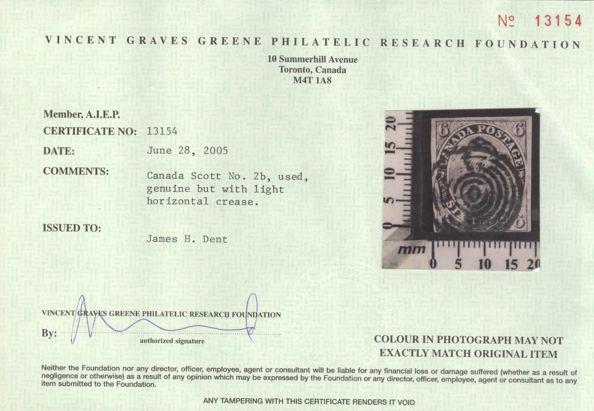 No 13154
VINCENT GRAVES GREENE PHILATELIC RESEARCH FOUNDATION
10 Summerhill Avenue
Toronto, Canada
M4T 1A8
Member, A.I.E.P.
CERTIFICATE NO: 13154
DATE: June 28, 2005
COMMENTS: Canada Scott No. 2b, used,
genuine but with light
horizontal crease.
ISSUED TO:
James H. Dent
6 CANADA POSTAGE 6
SIX
6
20
15
10
5
0
mm
0 5 10 15 20
VINCENT GRAVES GREENE PHILATELIC RESEARCH FOUNDATION
By:
authorized signature
COLOUR IN PHOTOGRAPH MAY NOT
EXACTLY MATCH ORIGINAL ITEM
Neither the Foundation nor any director, officer, employee, agent or consultant will be liable for any financial loss or damage suffered (whether as a result of
negligence or otherwise) as a result of any opinion which may be expressed by the Foundation or any director, officer, employee, agent or consultant as to any
item submitted to the Foundation.
ANY TAMPERING WITH THIS CERTIFICATE RENDERS IT VOID